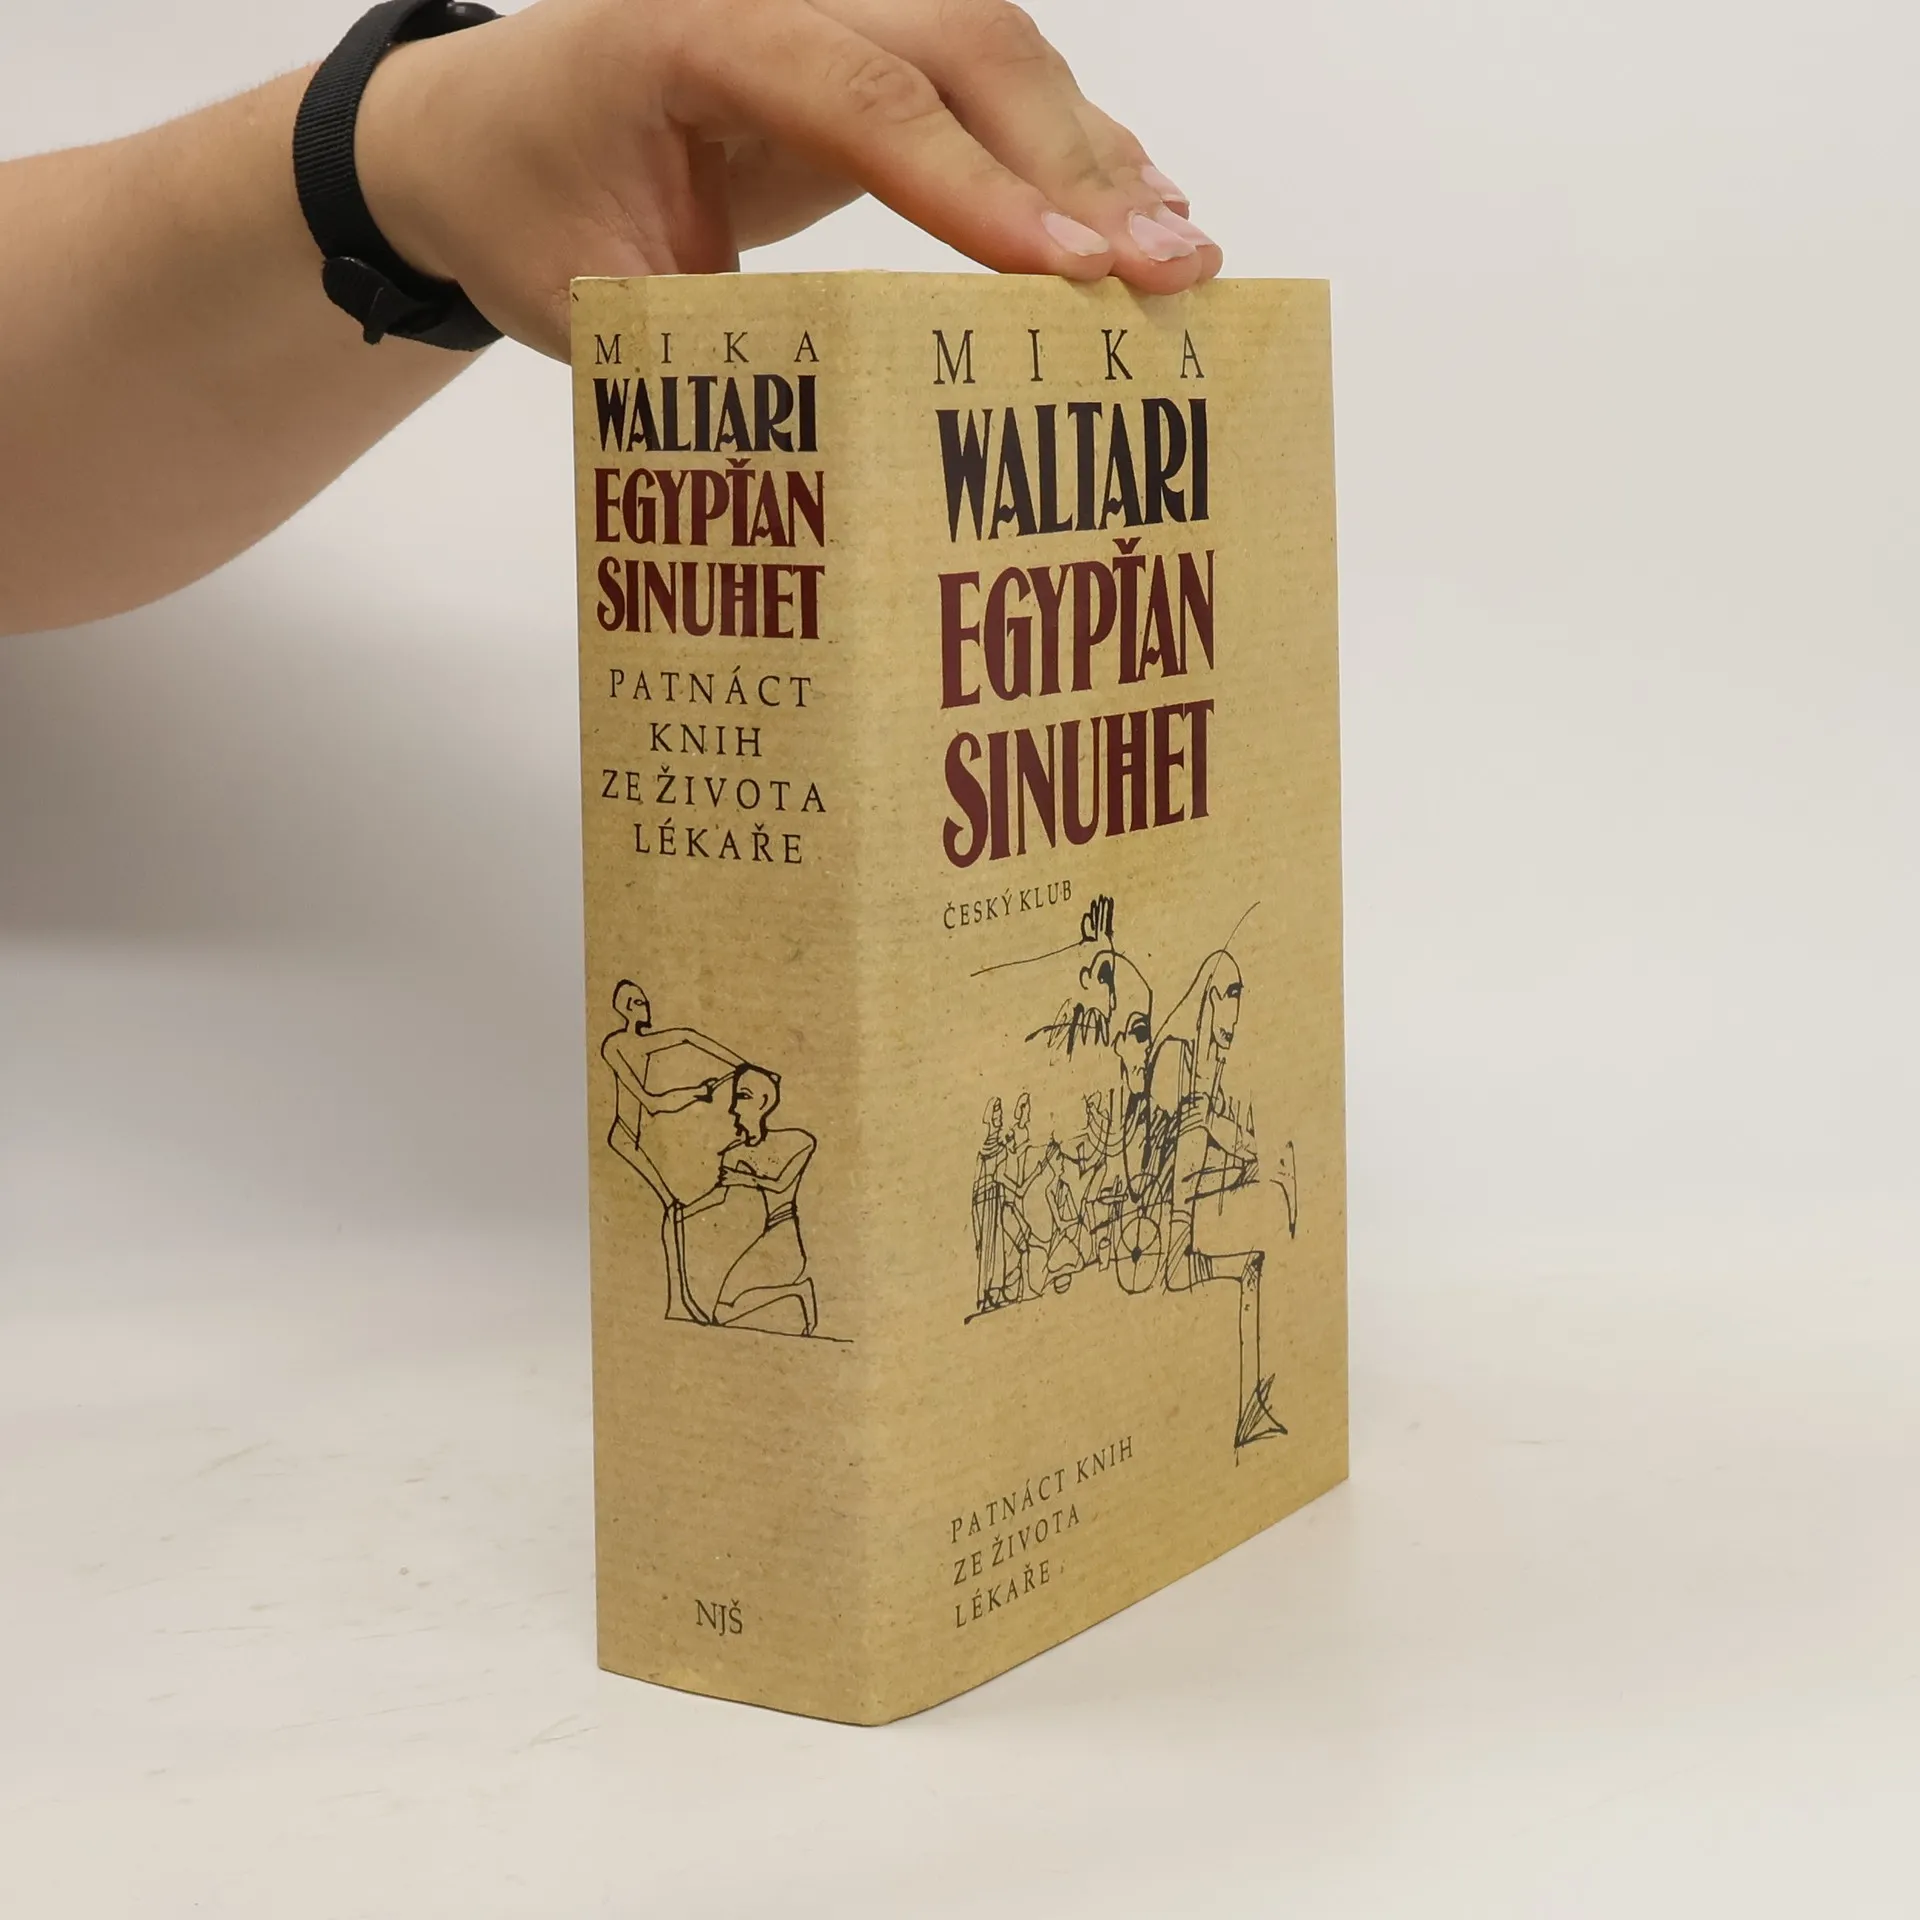 MIKA
WALTARI
EGYPŤAN
SINUHET
PATNÁCT
KNIH
ZE ŽIVOTA
LÉKAŘE
NJŠ
MIKA
WALTARI
EGYPŤAN
SINUHET
ČESKÝ KLUB
PATNÁCT KNIH
ZE ŽIVOTA
LÉKAŘE